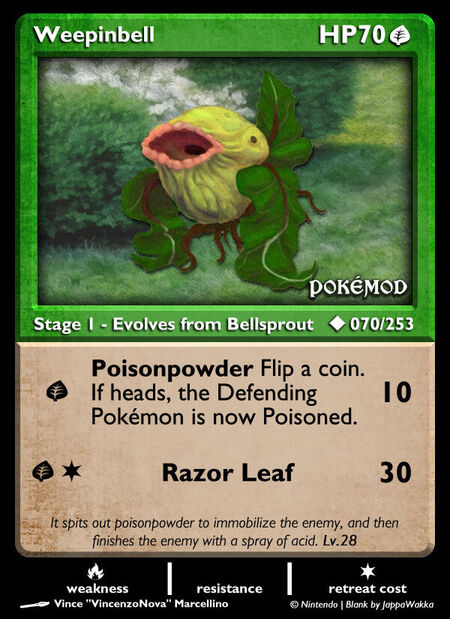 Weepinbell HP70
POKÉMOD
Stage 1 - Evolves from Bellsprout ◆ 070/253
Poisonpowder Flip a coin.
If heads, the Defending 10
Pokémon is now Poisoned.
Razor Leaf 30
It spits out poisonpowder to immobilize the enemy, and then
finishes the enemy with a spray of acid. Lv.28
weakness resistance retreat cost
Vince "VincenzoNova" Marcellino © Nintendo | Blank by JappaWakka